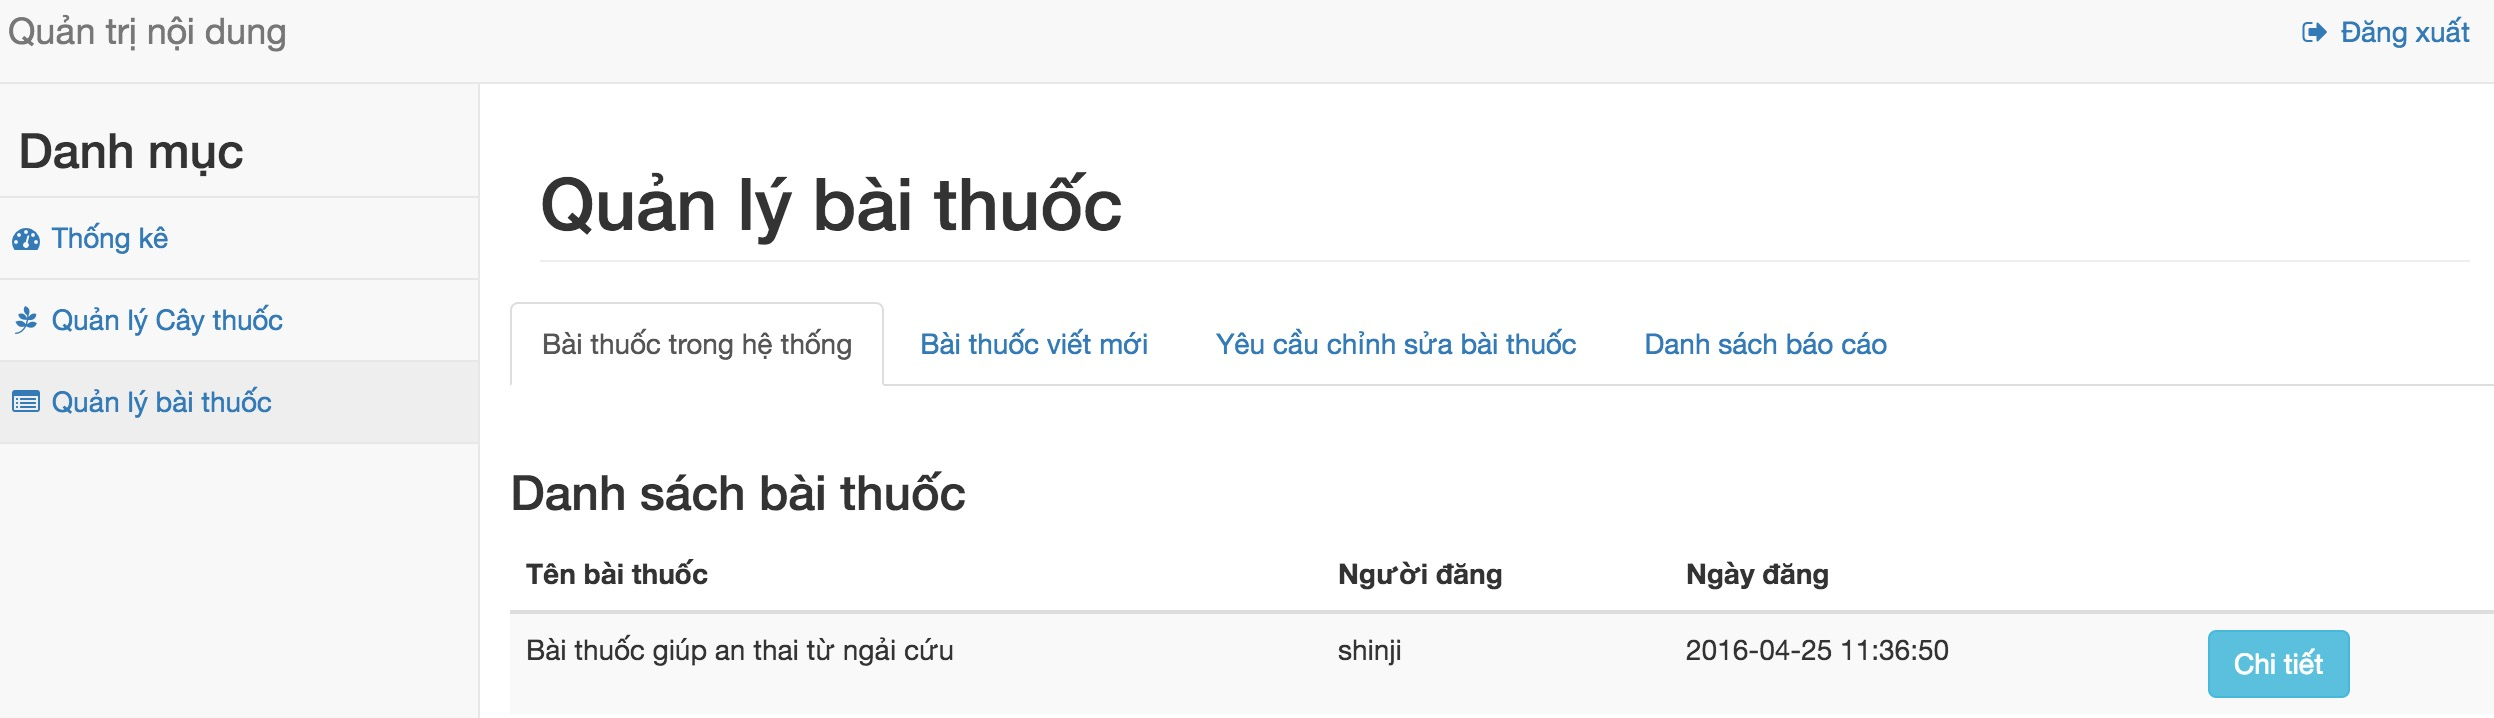 Quản trị nội dung
Đăng xuất
Danh mục
Thống kê
Quản lý Cây thuốc
Quản lý bài thuốc
Quản lý bài thuốc
Bài thuốc trong hệ thống
Bài thuốc viết mới
Yêu cầu chỉnh sửa bài thuốc
Danh sách báo cáo
Danh sách bài thuốc
Tên bài thuốc
Người đăng
Ngày đăng
Bài thuốc giúp an thai từ ngải cứu
shinji
2016-04-25 11:36:50
Chi tiết